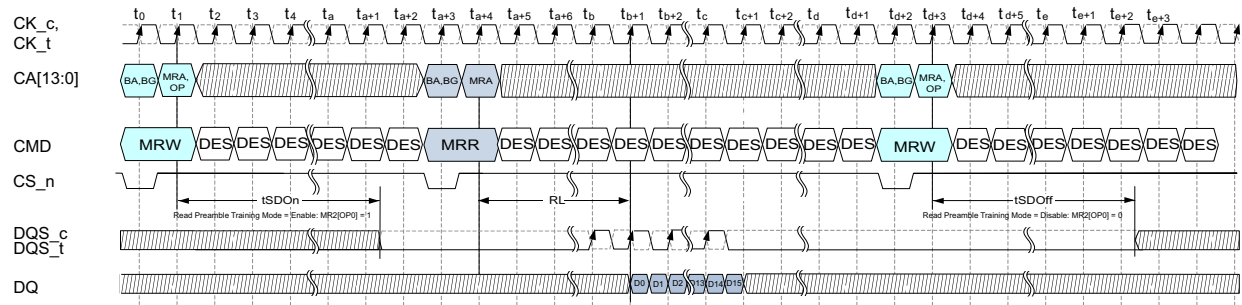 t0 t1 t2 t3 t4 ta ta+1 ta+2 ta+3 ta+4 ta+5 ta+6 tb tb+1 tb+2 tc tc+1 tc+2 td td+1 td+2 td+3 td+4 td+5 te te+1 te+2 te+3
CK_c,
CK_t
CA[13:0] BA,BG MRA, OP BA,BG MRA BA,BG MRA, OP
CMD MRW DES DES DES DES DES DES MRR DES DES DES DES DES DES DES DES DES DES MRW DES DES DES DES DES DES DES
CS_n
tSDOn RL tSDOff
Read Preamble Training Mode = Enable: MR2[OP0] = 1 Read Preamble Training Mode = Disable: MR2[OP0] = 0
DQS_c
DQS_t
DQ D0 D1 D2 D13 D14 D15